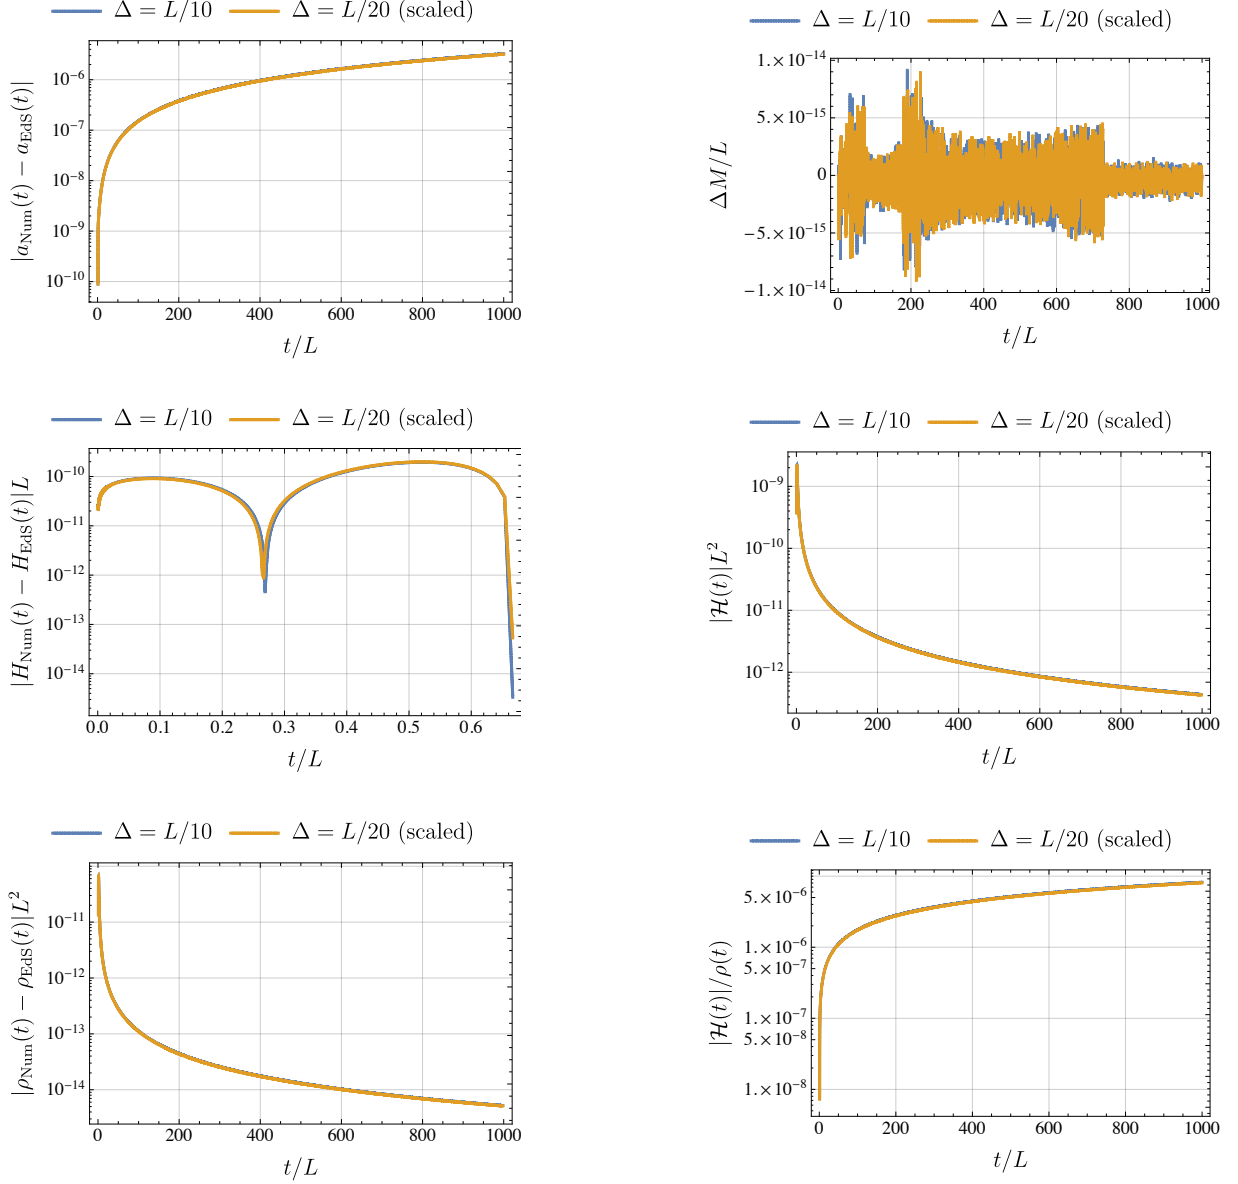 Δ = L/10 Δ = L/20 (scaled)
|a_Num(t) − a_EdS(t)|
10⁻⁶
10⁻⁷
10⁻⁸
10⁻⁹
10⁻¹⁰
0 200 400 600 800 1000
t/L
Δ = L/10 Δ = L/20 (scaled)
ΔM/L
1.×10⁻¹⁴
5.×10⁻¹⁵
0
−5.×10⁻¹⁵
−1.×10⁻¹⁴
0 200 400 600 800 1000
t/L
Δ = L/10 Δ = L/20 (scaled)
|H_Num(t) − H_EdS(t)|L
10⁻¹⁰
10⁻¹¹
10⁻¹²
10⁻¹³
10⁻¹⁴
0.0 0.2 0.3 0.4 0.5 0.6
t/L
Δ = L/10 Δ = L/20 (scaled)
|ℋ(t)|L²
10⁻⁹
10⁻¹⁰
10⁻¹¹
10⁻¹²
0 200 400 600 800 1000
t/L
Δ = L/10 Δ = L/20 (scaled)
|ρ_Num(t) − ρ_EdS(t)|L²
10⁻¹¹
10⁻¹²
10⁻¹³
10⁻¹⁴
0 200 400 600 800 1000
t/L
Δ = L/10 Δ = L/20 (scaled)
|ℋ(t)|/ρ(t)
5.×10⁻⁶
1.×10⁻⁶
5.×10⁻⁷
1.×10⁻⁷
5.×10⁻⁸
1.×10⁻⁸
0 200 400 600 800 1000
t/L